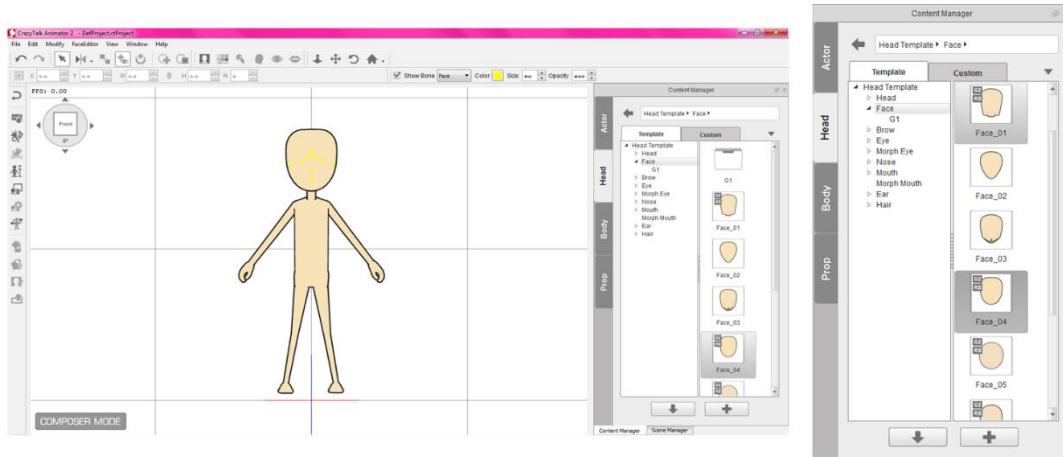 CrazyTalk Animator 2 - DefProject.ctProject
File Edit Modify FaceEditor View Window Help
X Y W H R
Show Bone Face Color: Size: Opacity:
FPS: 0.00
Front
0°
COMPOSER MODE
Content Manager
Actor
Head
Body
Prop
Head Template Face
Template Custom
Head Template
Head
Face
G1
Brow
Eye
Morph Eye
Nose
Mouth
Morph Mouth
Ear
Hair
G1
Face_01
Face_02
Face_03
Face_04
Content Manager Scene Manager
Content Manager
Actor
Head
Body
Prop
Head Template Face
Template Custom
Head Template
Head
Face
G1
Brow
Eye
Morph Eye
Nose
Mouth
Morph Mouth
Ear
Hair
Face_01
Face_02
Face_03
Face_04
Face_05